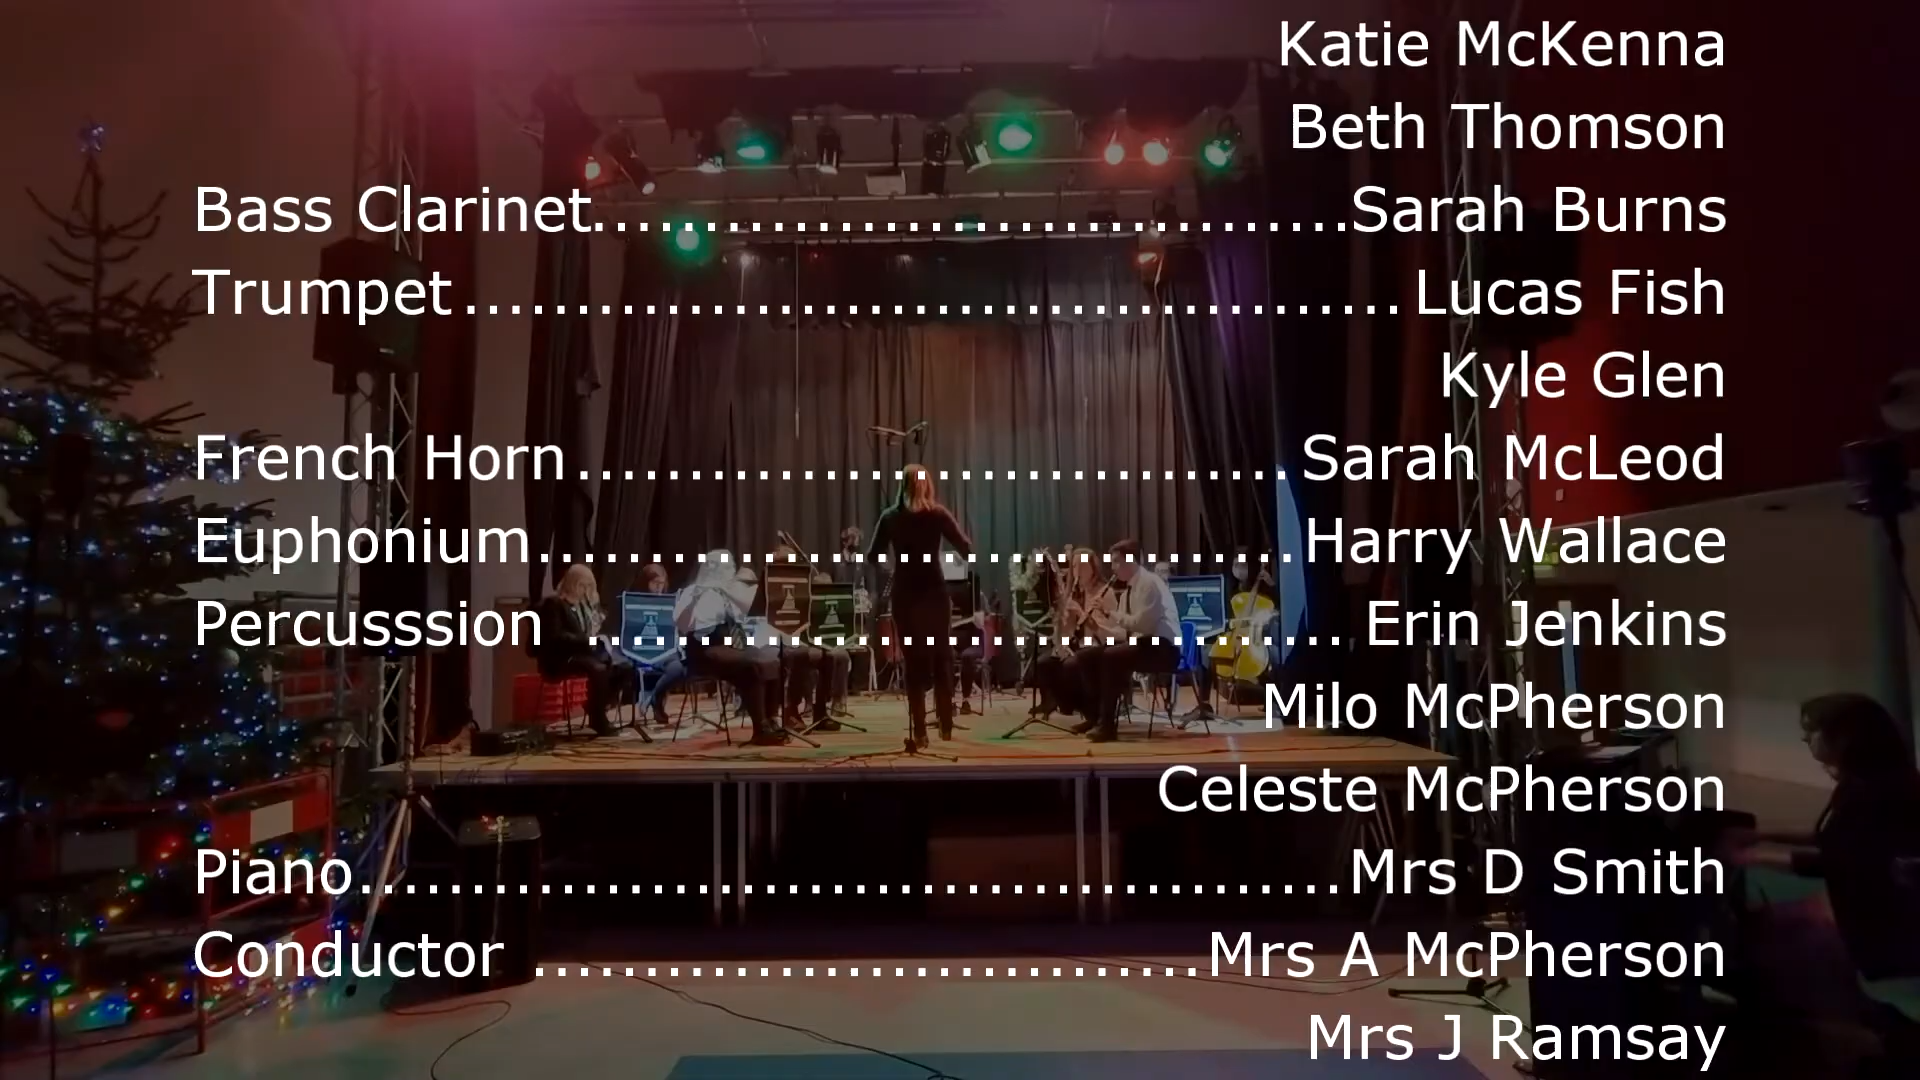 Katie McKenna
Beth Thomson
Bass Clarinet..................................Sarah Burns
Trumpet..........................................Lucas Fish
Kyle Glen
French Horn................................Sarah McLeod
Euphonium..................................Harry Wallace
Percusssion ................................... Erin Jenkins
Milo McPherson
Celeste McPherson
Piano............................................Mrs D Smith
Conductor ..............................Mrs A McPherson
Mrs J Ramsay